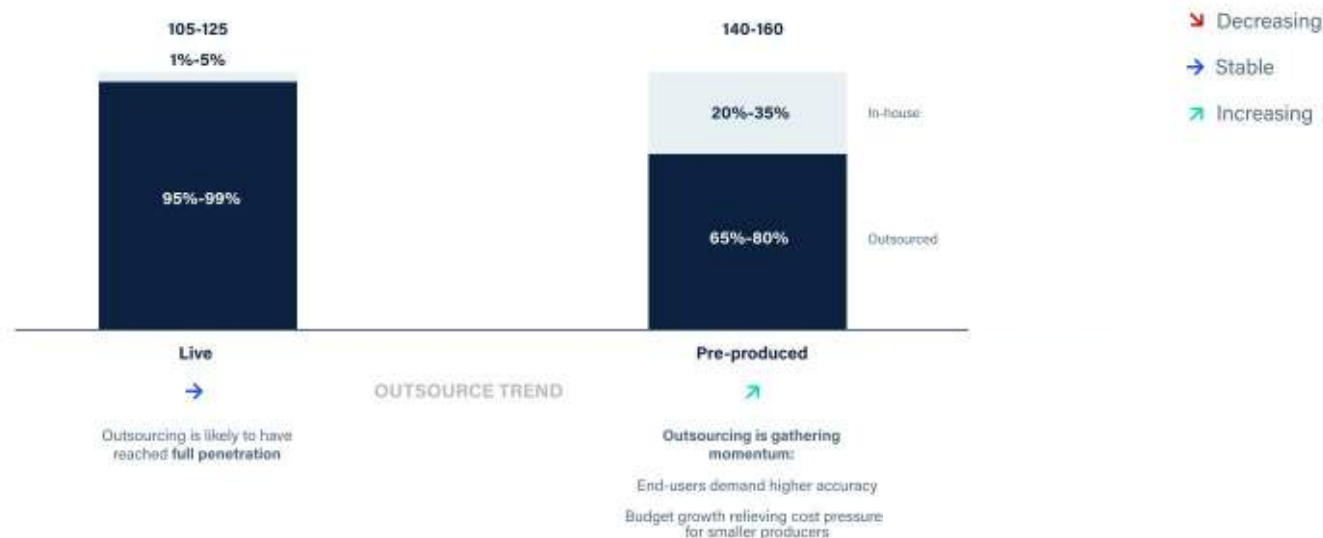 105-125
140-160
Decreasing
1%-5%
Stable
20%-35%
In-house
Increasing
95%-99%
65%-80%
Outsourced
Live
Pre-produced
OUTSOURCE TREND
Outsourcing is likely to have
reached full penetration
Outsourcing is gathering
momentum:
End-users demand higher accuracy
Budget growth relieving cost pressure
for smaller producers